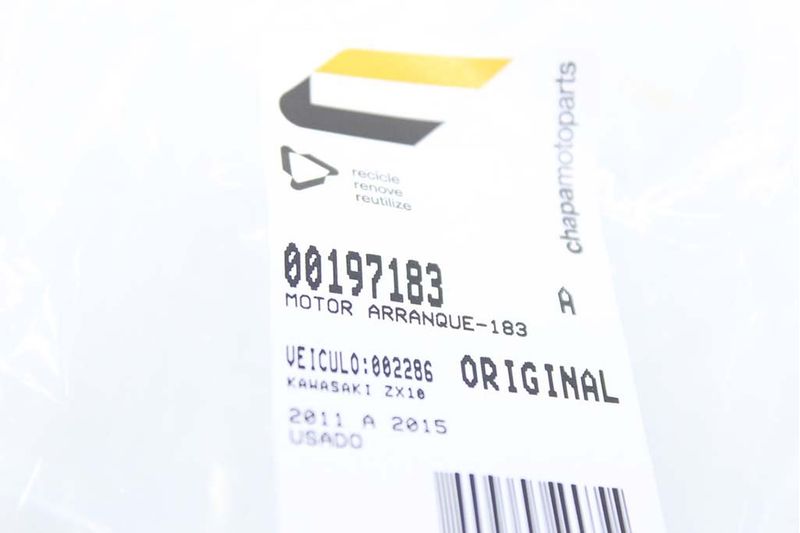 chapamotoparts
recicle
renove
reutilize
00197183
A
MOTOR ARRANQUE-183
VEICULO:002286
ORIGINAL
KAWASAKI ZX10
2011 A 2015
USADO